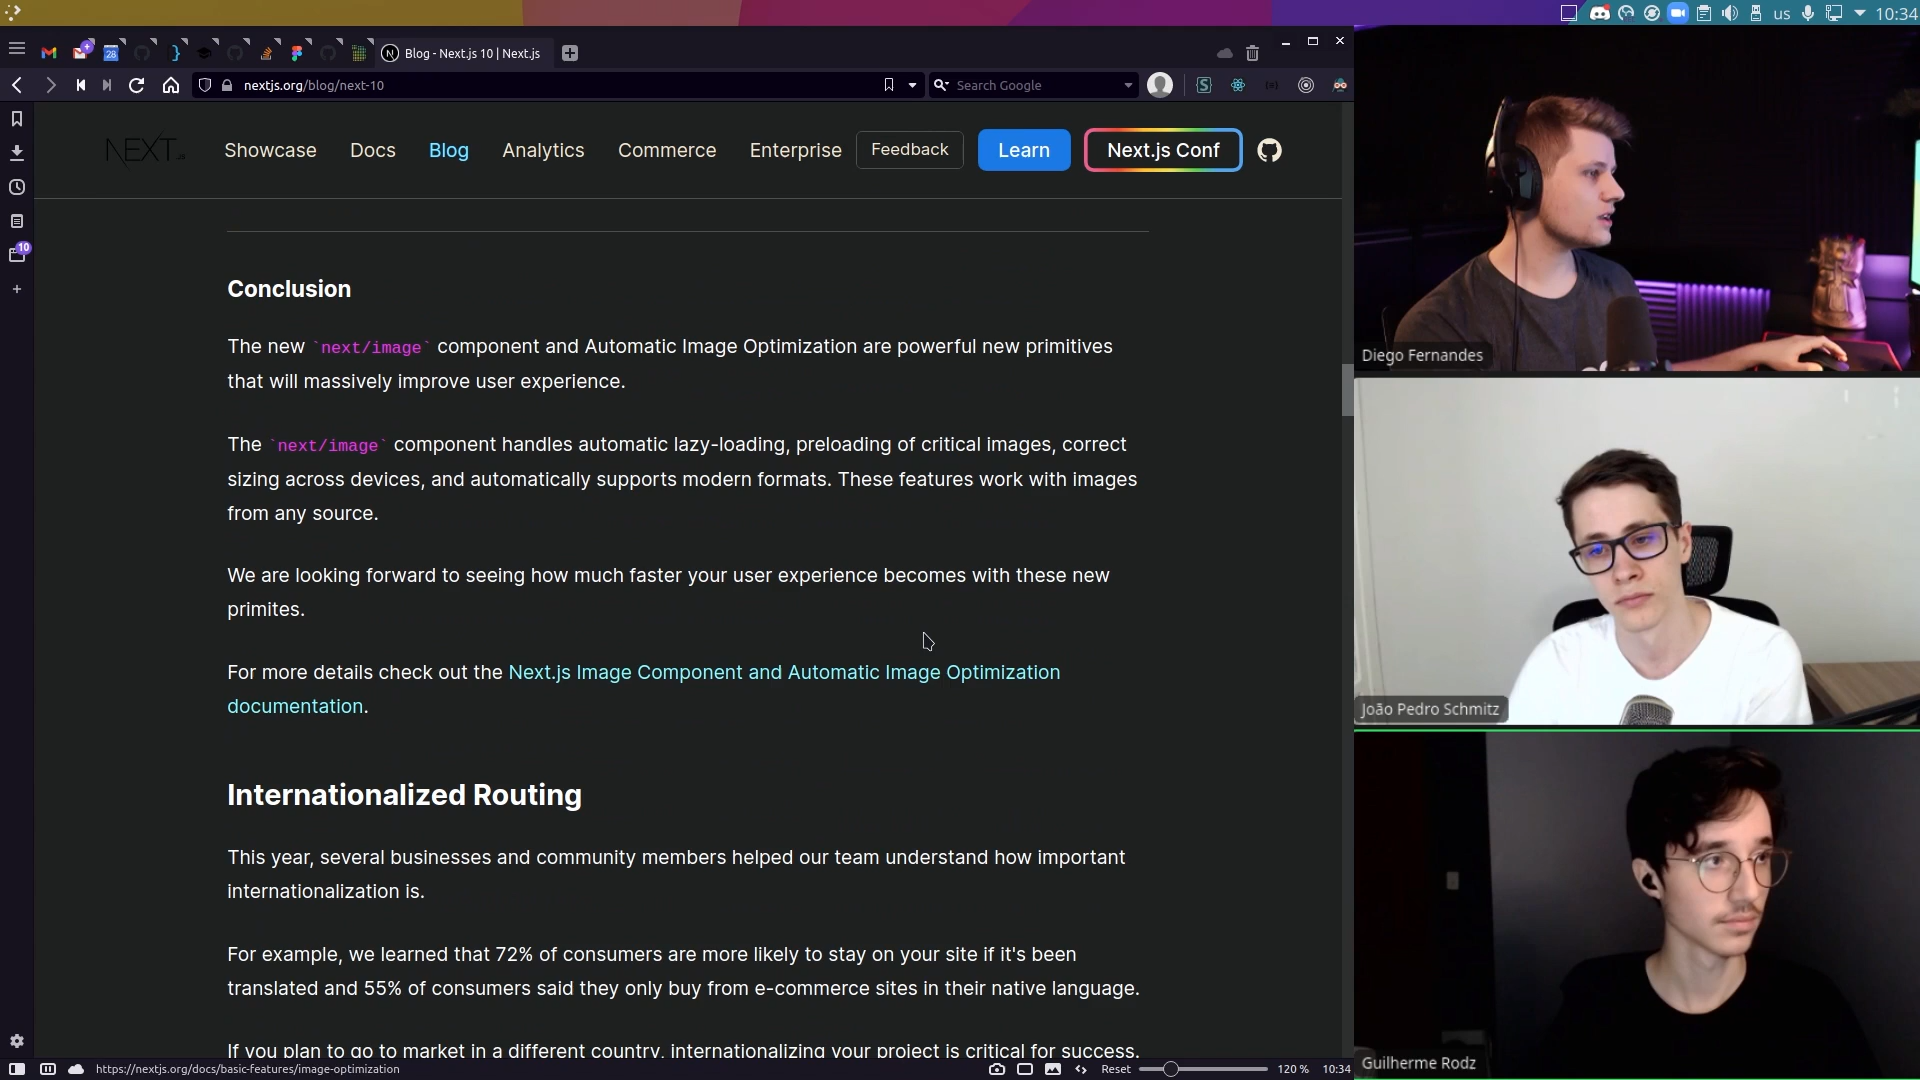 us
10:34
28
Blog - Next.js 10 | Next.js
nextjs.org/blog/next-10
Search Google
NEXT.JS
Showcase
Docs
Blog
Analytics
Commerce
Enterprise
Feedback
Learn
Next.js Conf
10
Conclusion
The new `next/image` component and Automatic Image Optimization are powerful new primitives
that will massively improve user experience.
The `next/image` component handles automatic lazy-loading, preloading of critical images, correct
sizing across devices, and automatically supports modern formats. These features work with images
from any source.
We are looking forward to seeing how much faster your user experience becomes with these new
primites.
For more details check out the Next.js Image Component and Automatic Image Optimization
documentation.
Internationalized Routing
This year, several businesses and community members helped our team understand how important
internationalization is.
For example, we learned that 72% of consumers are more likely to stay on your site if it's been
translated and 55% of consumers said they only buy from e-commerce sites in their native language.
If you plan to go to market in a different country, internationalizing your project is critical for success.
https://nextjs.org/docs/basic-features/image-optimization
Reset
120 %
10:34
Diego Fernandes
João Pedro Schmitz
Guilherme Rodz